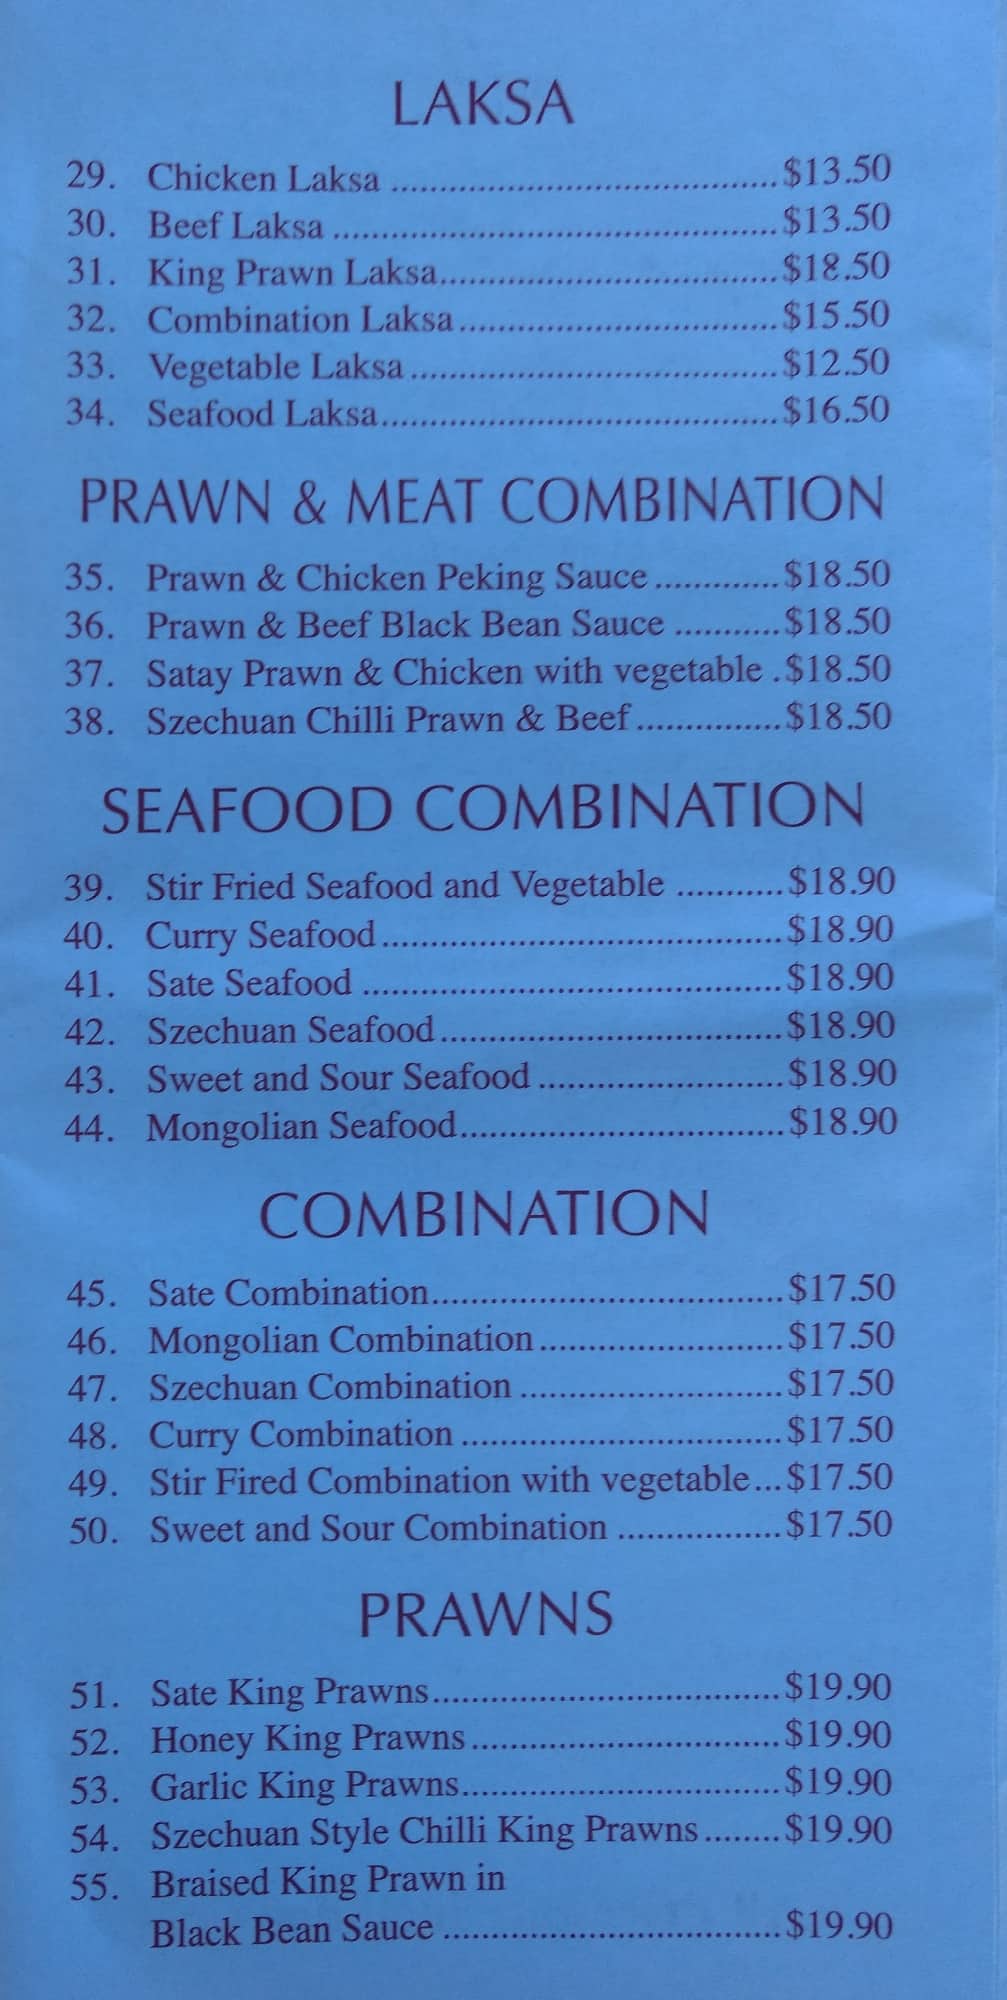 LAKSA
29. Chicken Laksa ........................................ $13.50
30. Beef Laksa .............................................. $13.50
31. King Prawn Laksa................................... $18.50
32. Combination Laksa ................................. $15.50
33. Vegetable Laksa ...................................... $12.50
34. Seafood Laksa......................................... $16.50
PRAWN & MEAT COMBINATION
35. Prawn & Chicken Peking Sauce ............. $18.50
36. Prawn & Beef Black Bean Sauce ........... $18.50
37. Satay Prawn & Chicken with vegetable . $18.50
38. Szechuan Chilli Prawn & Beef ............... $18.50
SEAFOOD COMBINATION
39. Stir Fried Seafood and Vegetable ........... $18.90
40. Curry Seafood ......................................... $18.90
41. Sate Seafood ........................................... $18.90
42. Szechuan Seafood ................................... $18.90
43. Sweet and Sour Seafood ......................... $18.90
44. Mongolian Seafood................................. $18.90
COMBINATION
45. Sate Combination.................................... $17.50
46. Mongolian Combination ......................... $17.50
47. Szechuan Combination ........................... $17.50
48. Curry Combination ................................. $17.50
49. Stir Fired Combination with vegetable ... $17.50
50. Sweet and Sour Combination ................. $17.50
PRAWNS
51. Sate King Prawns.................................... $19.90
52. Honey King Prawns ................................ $19.90
53. Garlic King Prawns................................. $19.90
54. Szechuan Style Chilli King Prawns ........ $19.90
55. Braised King Prawn in
Black Bean Sauce ................................... $19.90